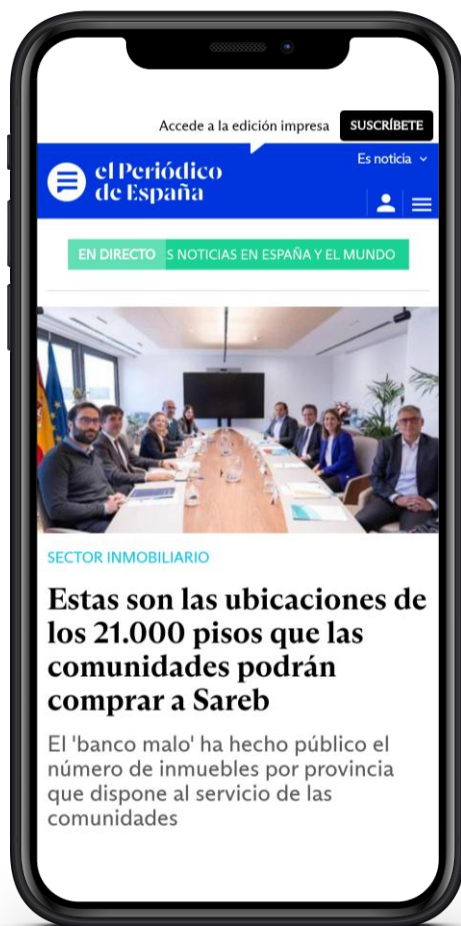 Accede a la edición impresa SUSCRÍBETE
Es noticia
el Periódico
de España
EN DIRECTO S NOTICIAS EN ESPAÑA Y EL MUNDO
SECTOR INMOBILIARIO
Estas son las ubicaciones de
los 21.000 pisos que las
comunidades podrán
comprar a Sareb
El 'banco malo' ha hecho público el
número de inmuebles por provincia
que dispone al servicio de las
comunidades